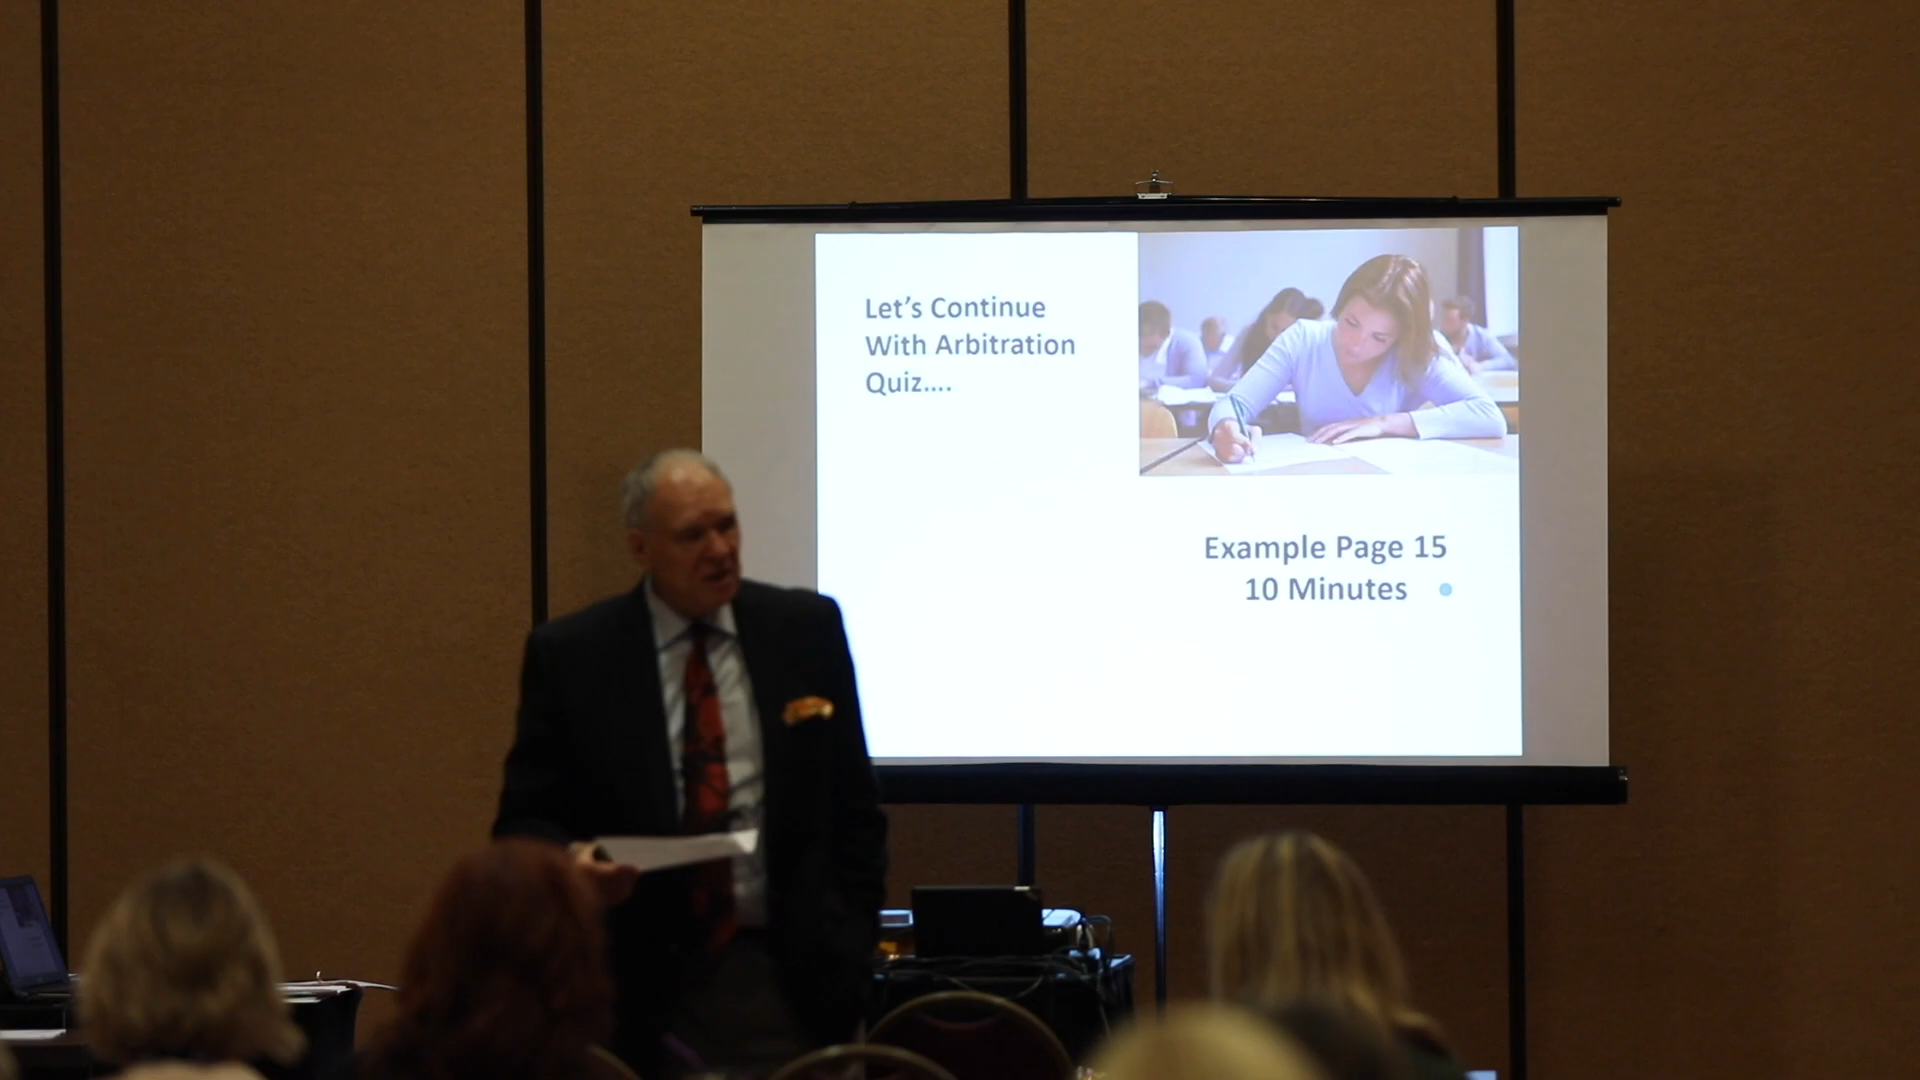 Let's Continue
With Arbitration
Quiz....
Example Page 15
10 Minutes